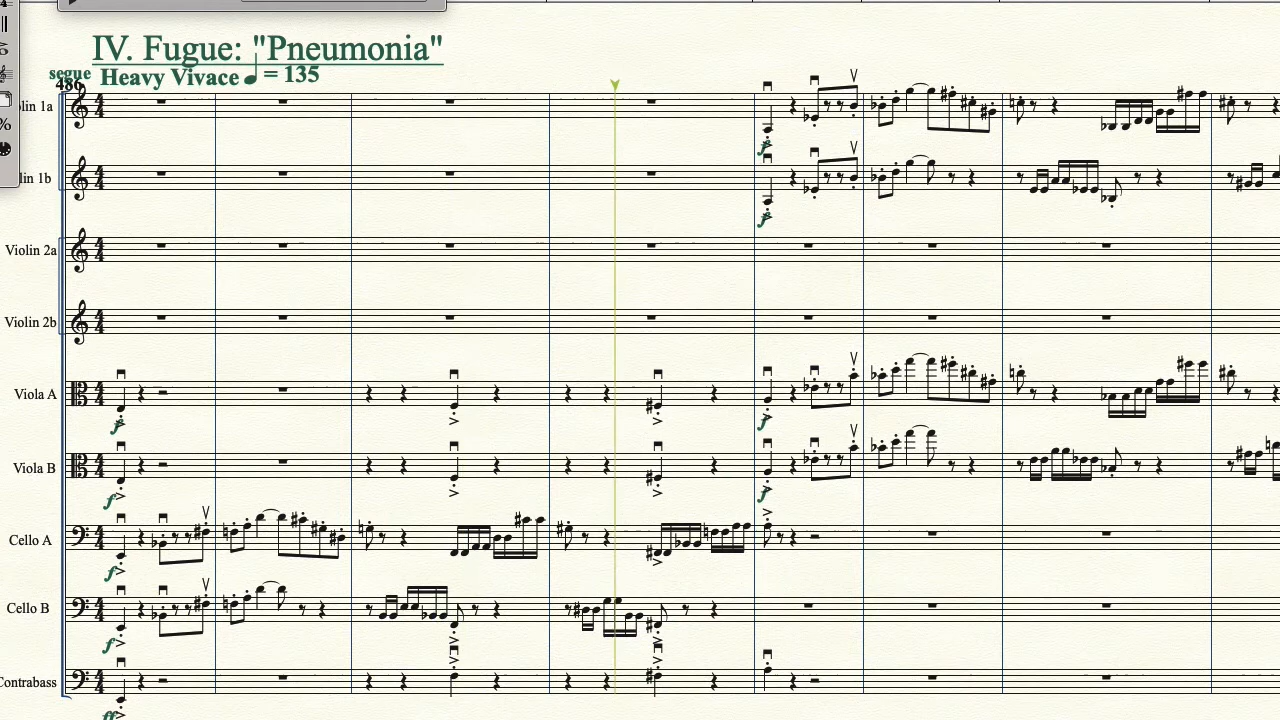 IV. Fugue: "Pneumonia"
segue Heavy Vivace ♩ = 135
486
lin 1a
lin 1b
Violin 2a
Violin 2b
Viola A
Viola B
Cello A
Cello B
Contrabass